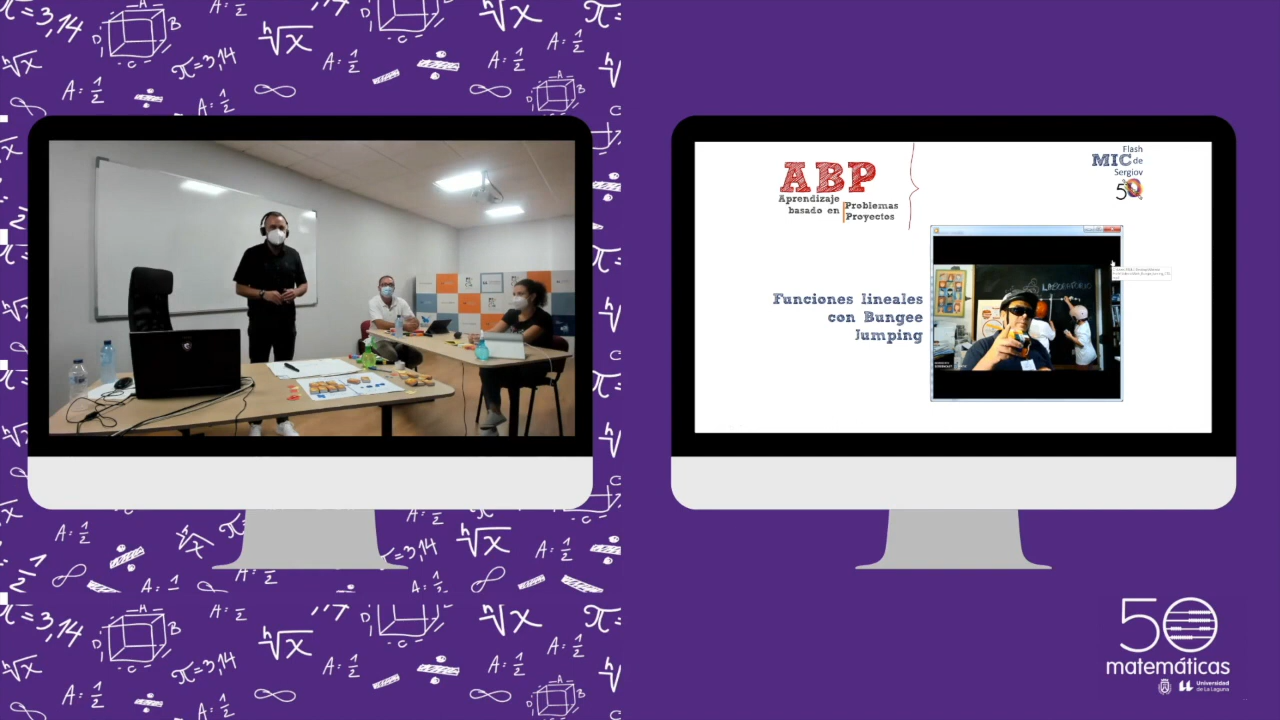 ABP
Aprendizaje
basado en
Problemas
Proyectos
Flash
MIC de
Sergiov
50
Funciones lineales
con Bungee
Jumping
LABORATORIO
50
matemáticas
Universidad
de La Laguna
π=3,14
A=1/2
ⁿ√x
A
B
C
D